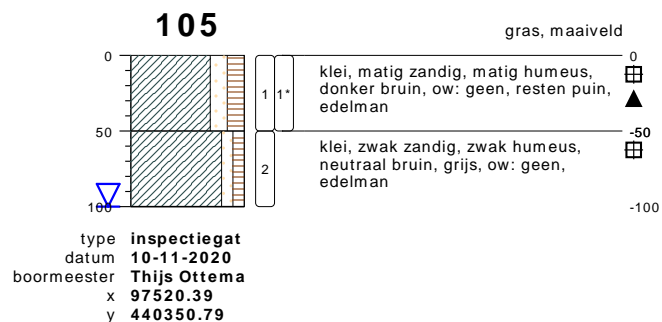 105
gras, maaiveld
0
0
1
1*
klei, matig zandig, matig humeus,
donker bruin, ow: geen, resten puin,
edelman
50
-50
2
klei, zwak zandig, zwak humeus,
neutraal bruin, grijs, ow: geen,
edelman
100
-100
type inspectiegat
datum 10-11-2020
boormeester Thijs Ottema
x 97520.39
y 440350.79